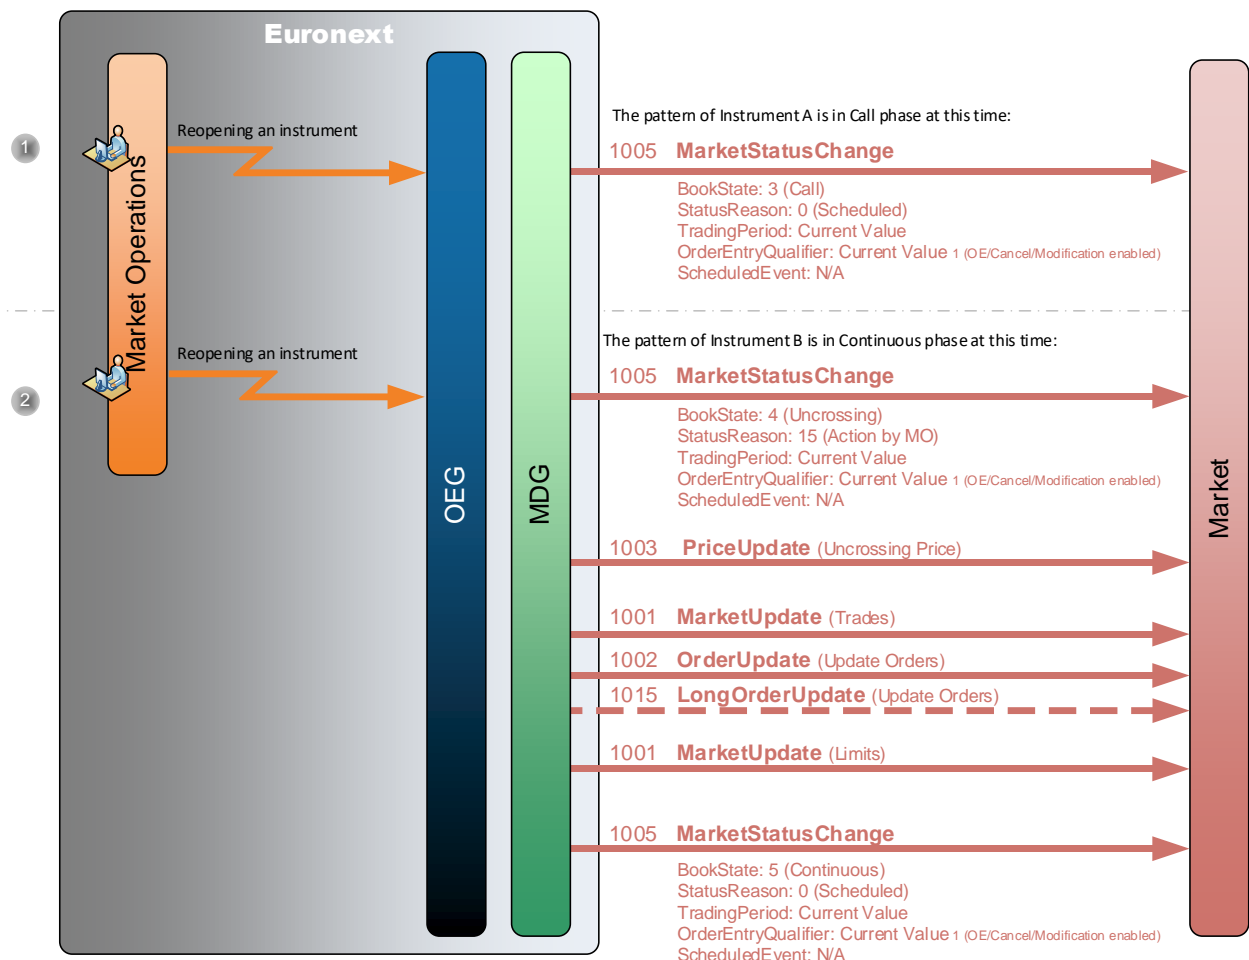 Euronext
The pattern of Instrument A is in Call phase at this time:
1
Reopening an instrument
1005 MarketStatusChange
BookState: 3 (Call)
StatusReason: 0 (Scheduled)
TradingPeriod: Current Value
OrderEntryQualifier: Current Value 1 (OE/Cancel/Modification enabled)
ScheduledEvent: N/A
Market Operations
The pattern of Instrument B is in Continuous phase at this time:
2
Reopening an instrument
1005 MarketStatusChange
BookState: 4 (Uncrossing)
StatusReason: 15 (Action by MO)
TradingPeriod: Current Value
OrderEntryQualifier: Current Value 1 (OE/Cancel/Modification enabled)
ScheduledEvent: N/A
OEG
MDG
Market
1003 PriceUpdate (Uncrossing Price)
1001 MarketUpdate (Trades)
1002 OrderUpdate (Update Orders)
1015 LongOrderUpdate (Update Orders)
1001 MarketUpdate (Limits)
1005 MarketStatusChange
BookState: 5 (Continuous)
StatusReason: 0 (Scheduled)
TradingPeriod: Current Value
OrderEntryQualifier: Current Value 1 (OE/Cancel/Modification enabled)
ScheduledEvent: N/A